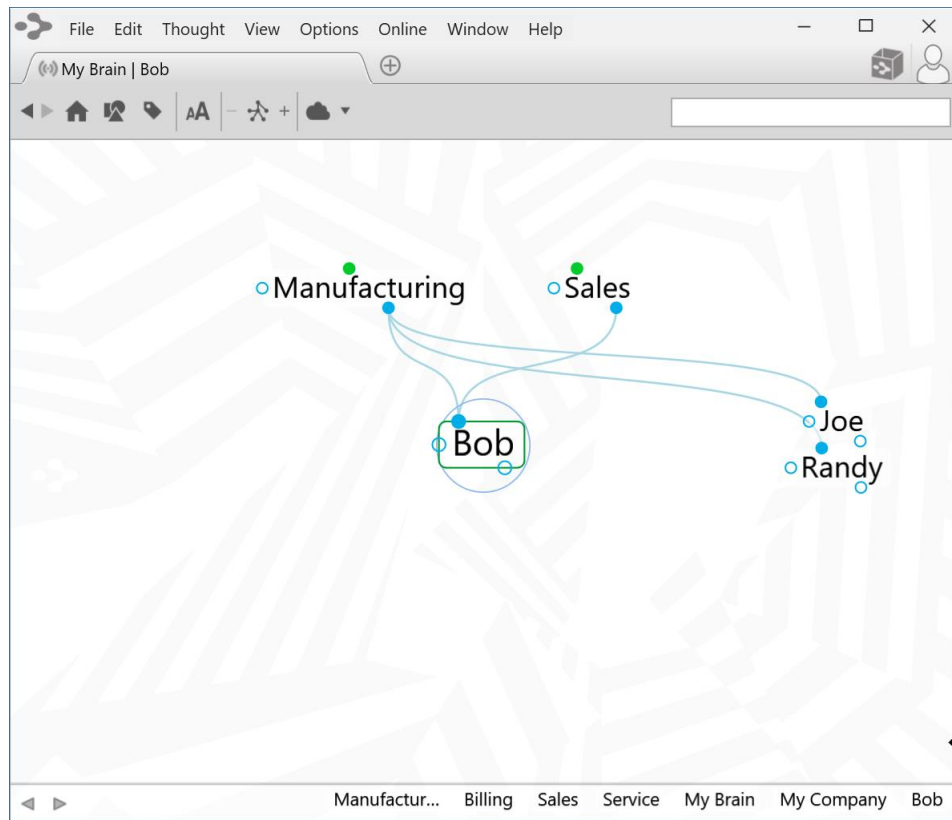 File Edit Thought View Options Online Window Help
My Brain | Bob
AA
Manufacturing Sales
Joe
Bob
Randy
Manufactur... Billing Sales Service My Brain My Company Bob